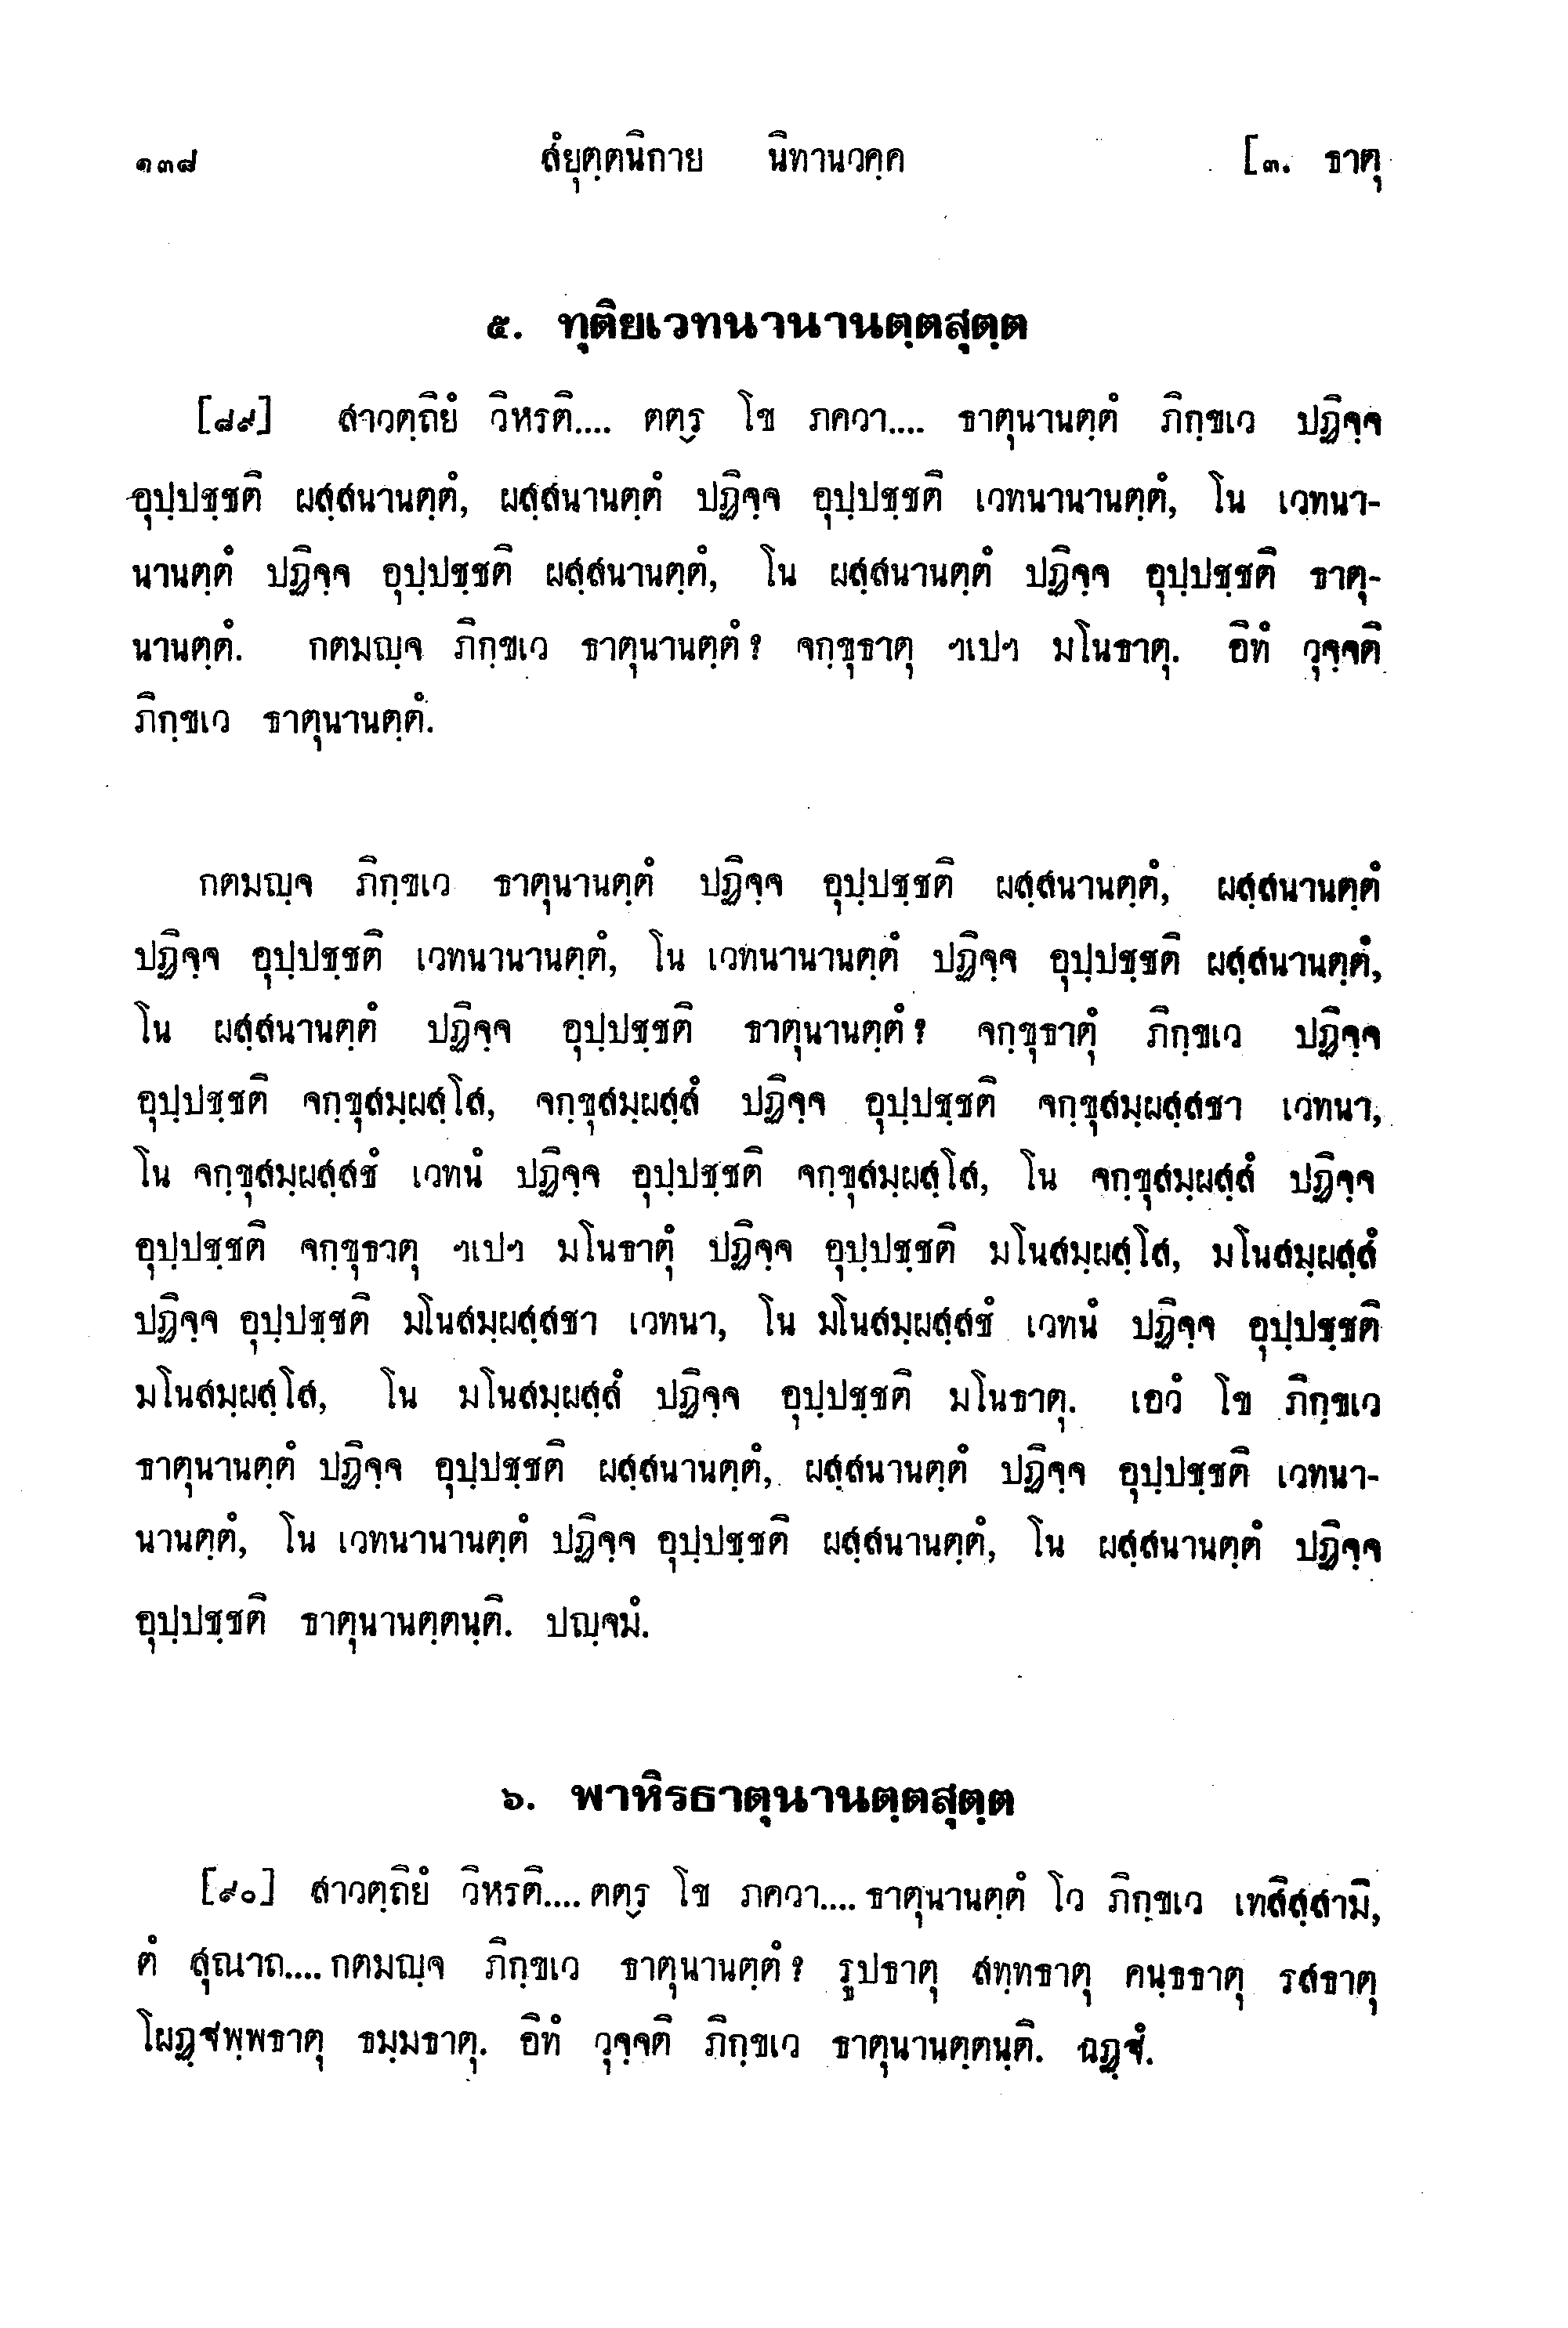 ๑๓๘ สํยุตฺตนิกาย นิทานวคฺค [๓. ธาตุ
๕. ทุติยเวทนานานตฺตสุตฺต
[๘๙] สาวตฺถิยํ วิหรติ.... ตตฺร โข ภควา.... ธาตุนานตฺตํ ภิกฺขเว ปฏิจฺจ
อุปฺปชฺชติ ผสฺสนานตฺตํ, ผสฺสนานตฺตํ ปฏิจฺจ อุปฺปชฺชติ เวทนานานตฺตํ, โน เวทนา-
นานตฺตํ ปฏิจฺจ อุปฺปชฺชติ ผสฺสนานตฺตํ, โน ผสฺสนานตฺตํ ปฏิจฺจ อุปฺปชฺชติ ธาตุ-
นานตฺตํ. กตมญฺจ ภิกฺขเว ธาตุนานตฺตํ? จกฺขุธาตุ ฯเปฯ มโนธาตุ. อิทํ วุจฺจติ
ภิกฺขเว ธาตุนานตฺตํ.
กตมญฺจ ภิกฺขเว ธาตุนานตฺตํ ปฏิจฺจ อุปฺปชฺชติ ผสฺสนานตฺตํ, ผสฺสนานตฺตํ
ปฏิจฺจ อุปฺปชฺชติ เวทนานานตฺตํ, โน เวทนานานตฺตํ ปฏิจฺจ อุปฺปชฺชติ ผสฺสนานตฺตํ,
โน ผสฺสนานตฺตํ ปฏิจฺจ อุปฺปชฺชติ ธาตุนานตฺตํ? จกฺขุธาตุํ ภิกฺขเว ปฏิจฺจ
อุปฺปชฺชติ จกฺขุสมฺผสฺโส, จกฺขุสมฺผสฺสํ ปฏิจฺจ อุปฺปชฺชติ จกฺขุสมฺผสฺสชา เวทนา,
โน จกฺขุสมฺผสฺสชํ เวทนํ ปฏิจฺจ อุปฺปชฺชติ จกฺขุสมฺผสฺโส, โน จกฺขุสมฺผสฺสํ ปฏิจฺจ
อุปฺปชฺชติ จกฺขุธาตุ ฯเปฯ มโนธาตุํ ปฏิจฺจ อุปฺปชฺชติ มโนสมฺผสฺโส, มโนสมฺผสฺสํ
ปฏิจฺจ อุปฺปชฺชติ มโนสมฺผสฺสชา เวทนา, โน มโนสมฺผสฺสชํ เวทนํ ปฏิจฺจ อุปฺปชฺชติ
มโนสมฺผสฺโส, โน มโนสมฺผสฺสํ ปฏิจฺจ อุปฺปชฺชติ มโนธาตุ. เอวํ โข ภิกฺขเว
ธาตุนานตฺตํ ปฏิจฺจ อุปฺปชฺชติ ผสฺสนานตฺตํ, ผสฺสนานตฺตํ ปฏิจฺจ อุปฺปชฺชติ เวทนา-
นานตฺตํ, โน เวทนานานตฺตํ ปฏิจฺจ อุปฺปชฺชติ ผสฺสนานตฺตํ, โน ผสฺสนานตฺตํ ปฏิจฺจ
อุปฺปชฺชติ ธาตุนานตฺตนฺติ. ปญฺจมํ.
๖. พาหิรธาตุนานตฺตสุตฺต
[๙๐] สาวตฺถิยํ วิหรติ.... ตตฺร โข ภควา.... ธาตุนานตฺตํ โว ภิกฺขเว เทสิสฺสามิ,
ตํ สุณาถ.... กตมญฺจ ภิกฺขเว ธาตุนานตฺตํ? รูปธาตุ สทฺทธาตุ คนฺธธาตุ รสธาตุ
โผฏฺฐพฺพธาตุ ธมฺมธาตุ. อิทํ วุจฺจติ ภิกฺขเว ธาตุนานตฺตนฺติ. ฉฏฺฐํ.